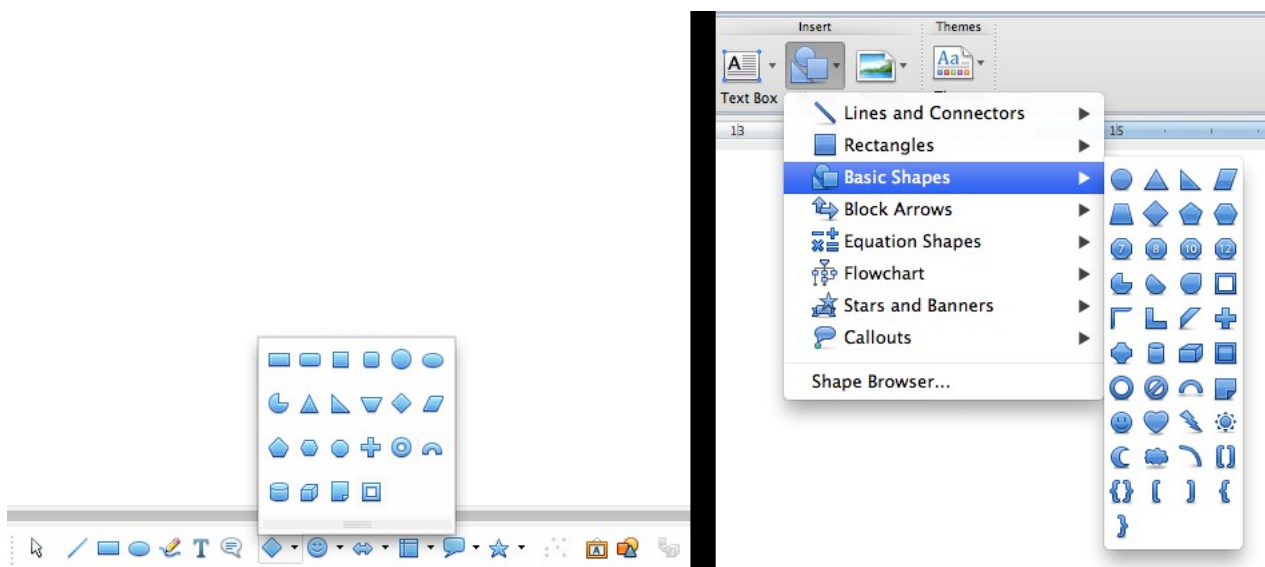 Insert
Themes
A
Aa
Text Box
13
15
Lines and Connectors
Rectangles
Basic Shapes
Block Arrows
Equation Shapes
Flowchart
Stars and Banners
Callouts
Shape Browser...
7 8 10 12
T
A